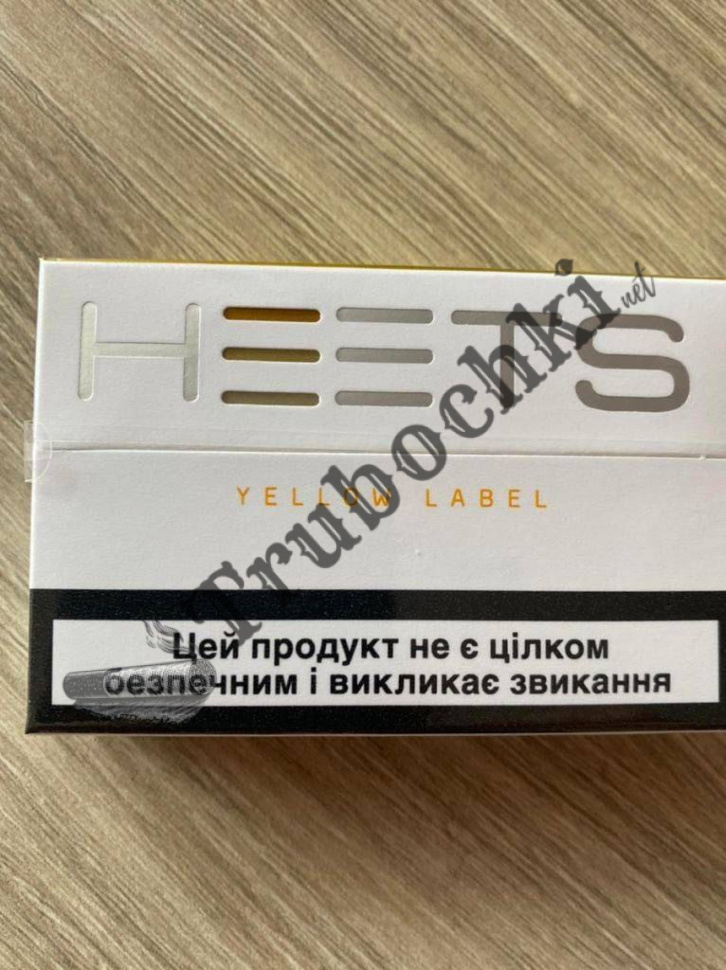 HEETS
YELLOW LABEL
Trubochki.net
Цей продукт не є цілком
безпечним і викликає звикання